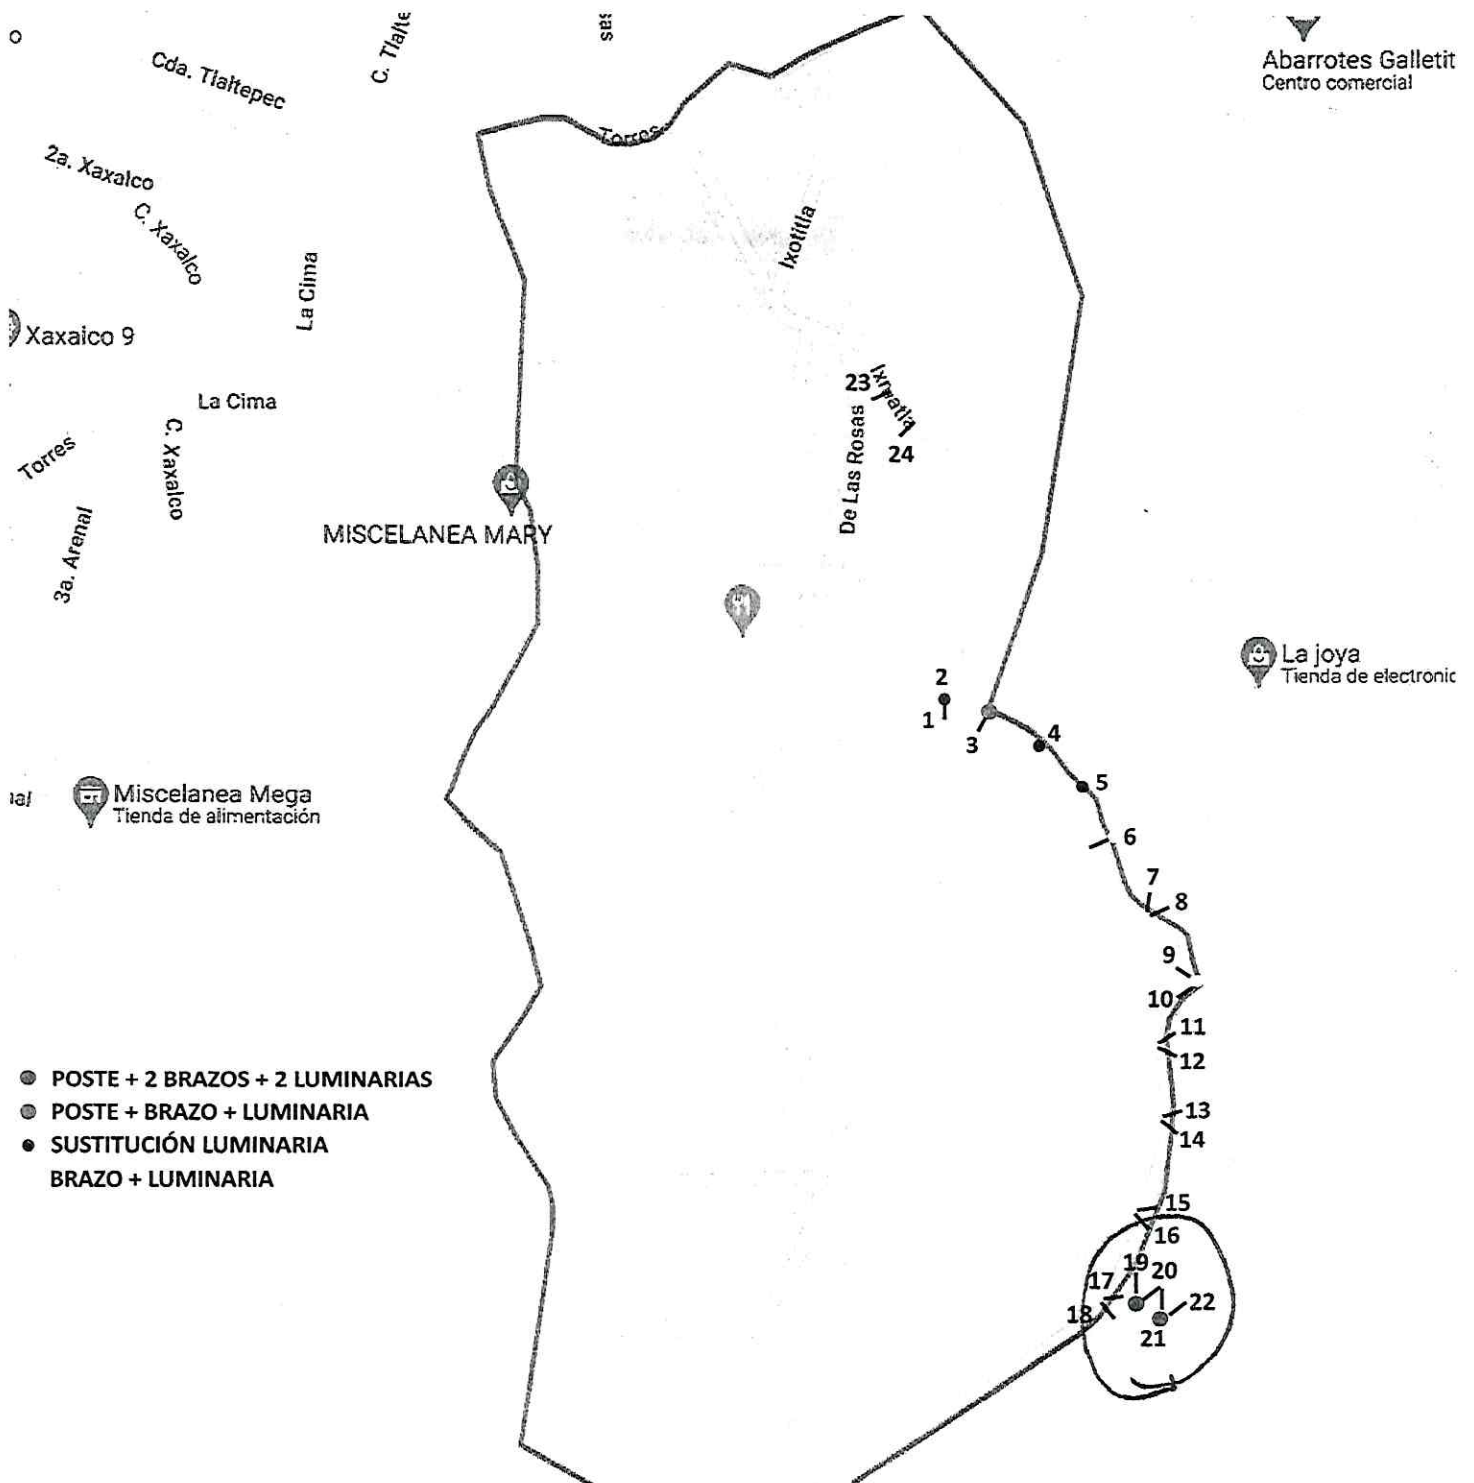 o
Cda. Tlaltepec
C. Tlalte
sas
Abarrotes Galletit
Centro comercial
Torres
2a. Xaxalco
C. Xaxalco
Ixotitla
La Cima
Xaxalco 9
23
La Cima
De Las Rosas
24
Torres
C. Xaxalco
MISCELANEA MARY
3a. Arenal
La joya
Tienda de electronic
2
1
3
4
5
Miscelanea Mega
Tienda de alimentación
6
7
8
9
10
11
12
POSTE + 2 BRAZOS + 2 LUMINARIAS
POSTE + BRAZO + LUMINARIA
SUSTITUCIÓN LUMINARIA
BRAZO + LUMINARIA
13
14
15
16
19
20
17
22
18
21